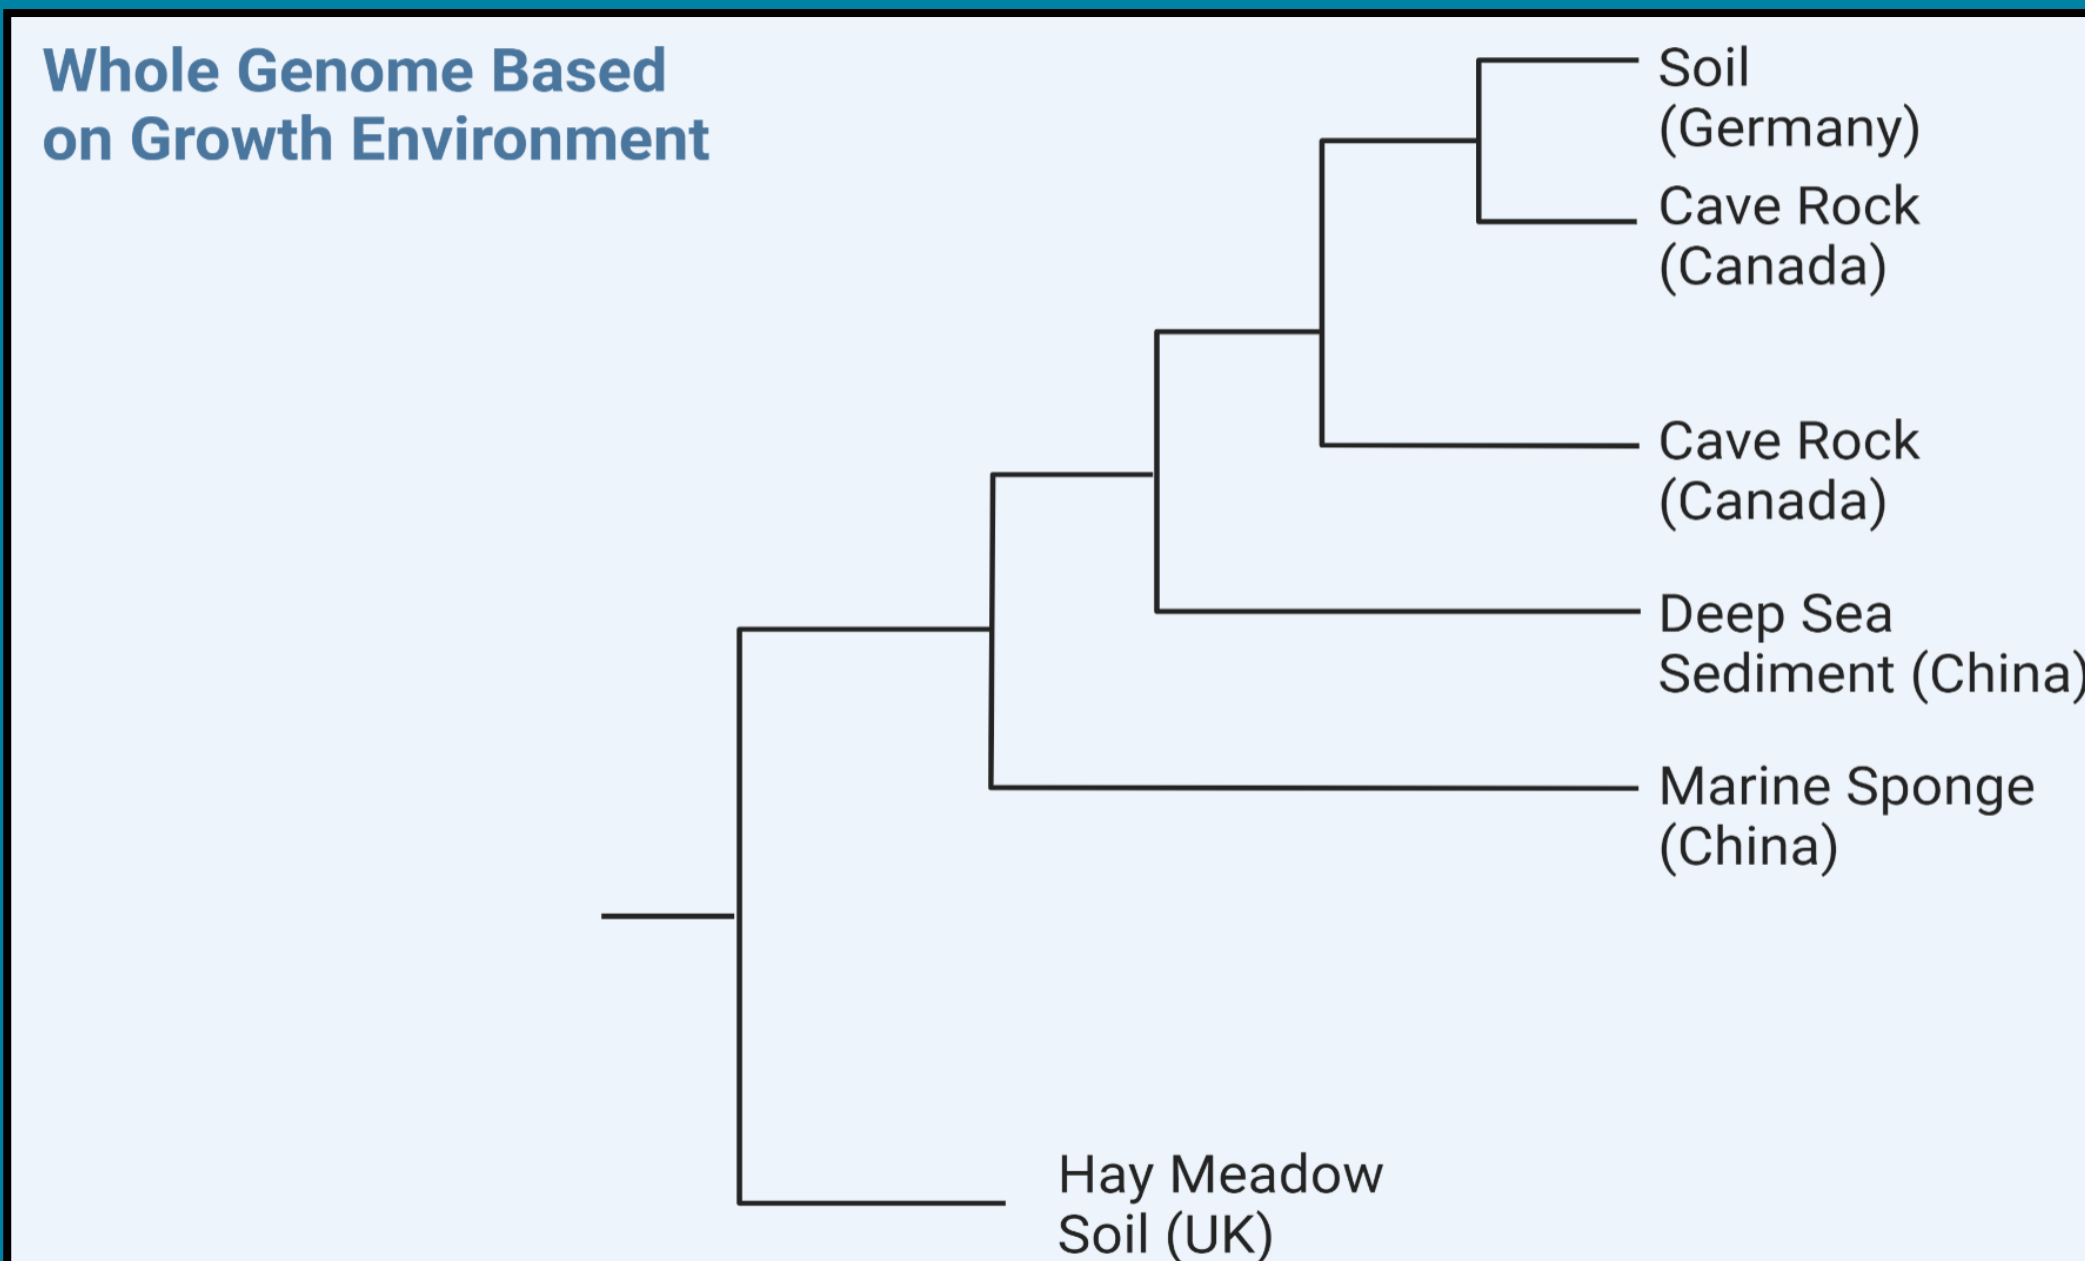 Whole Genome Based
on Growth Environment
Soil
(Germany)
Cave Rock
(Canada)
Cave Rock
(Canada)
Deep Sea
Sediment (China)
Marine Sponge
(China)
Hay Meadow
Soil (UK)